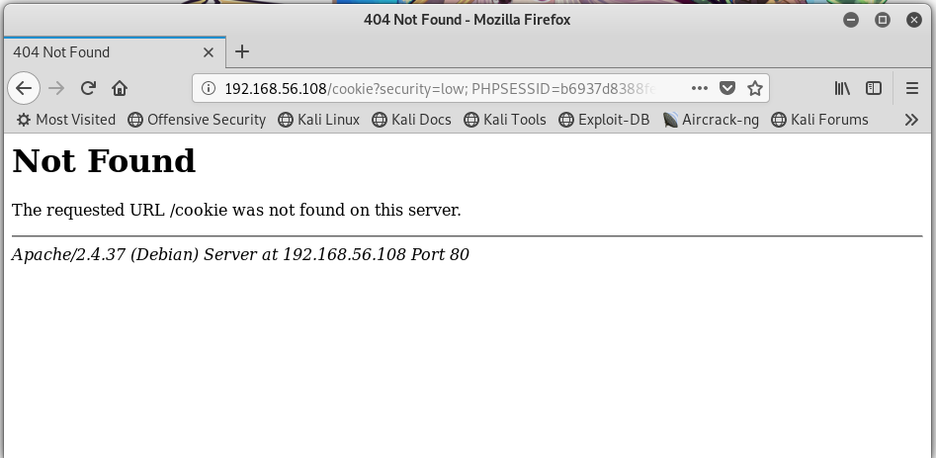 404 Not Found - Mozilla Firefox
404 Not Found
192.168.56.108/cookie?security=low; PHPSESSID=b6937d8388f
Most Visited Offensive Security Kali Linux Kali Docs Kali Tools Exploit-DB Aircrack-ng Kali Forums
Not Found
The requested URL /cookie was not found on this server.
Apache/2.4.37 (Debian) Server at 192.168.56.108 Port 80